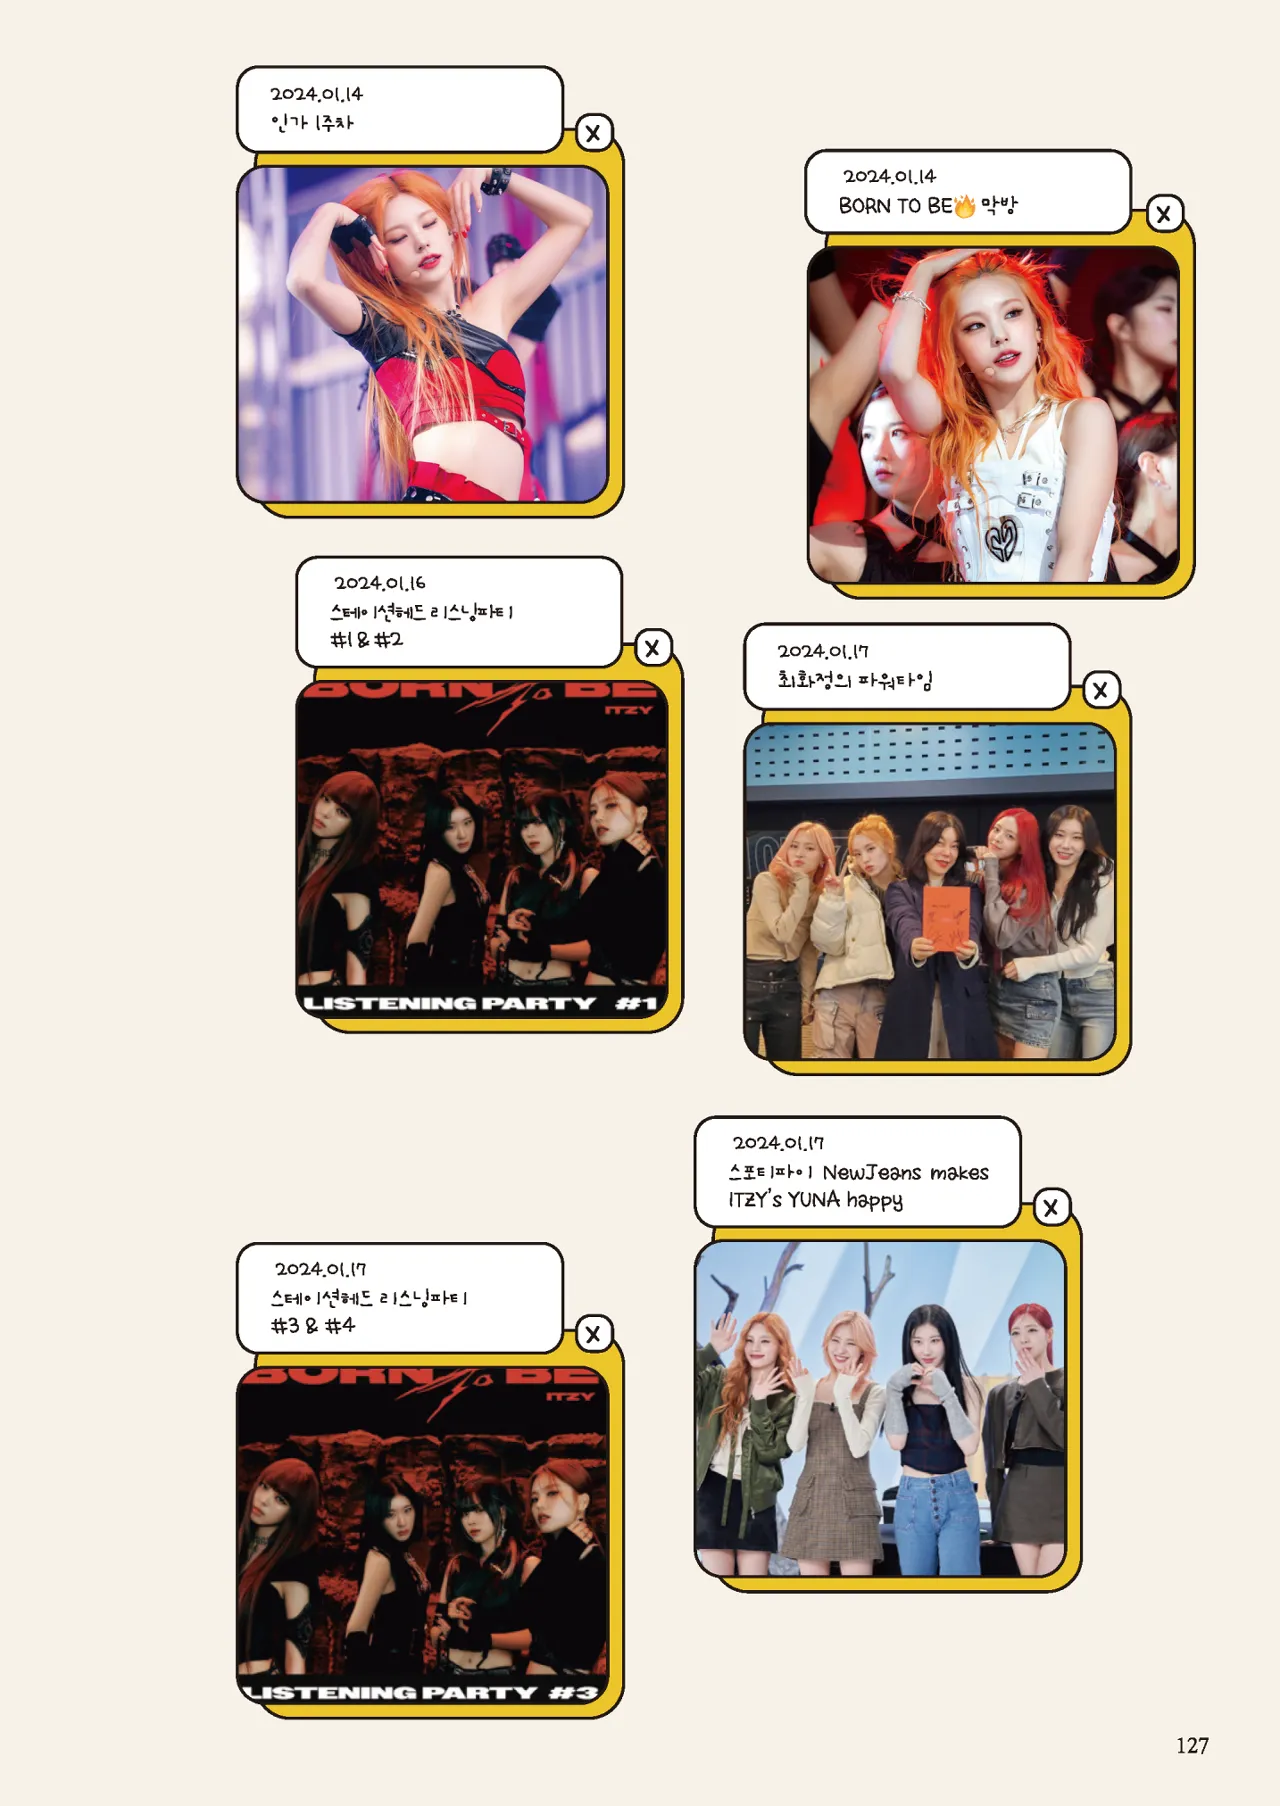 2024.01.14
인가 1주차
X
2024.01.14
BORN TO BE🔥 막방
X
2024.01.16
스테이션헤드 리스닝파티
#1 & #2
X
BORN TO BE
ITZY
LISTENING PARTY #1
2024.01.17
최화정의 파워타임
X
2024.01.17
스포티파이 NewJeans makes
ITZY's YUNA happy
X
2024.01.17
스테이션헤드 리스닝파티
#3 & #4
X
BORN TO BE
ITZY
LISTENING PARTY #3
127